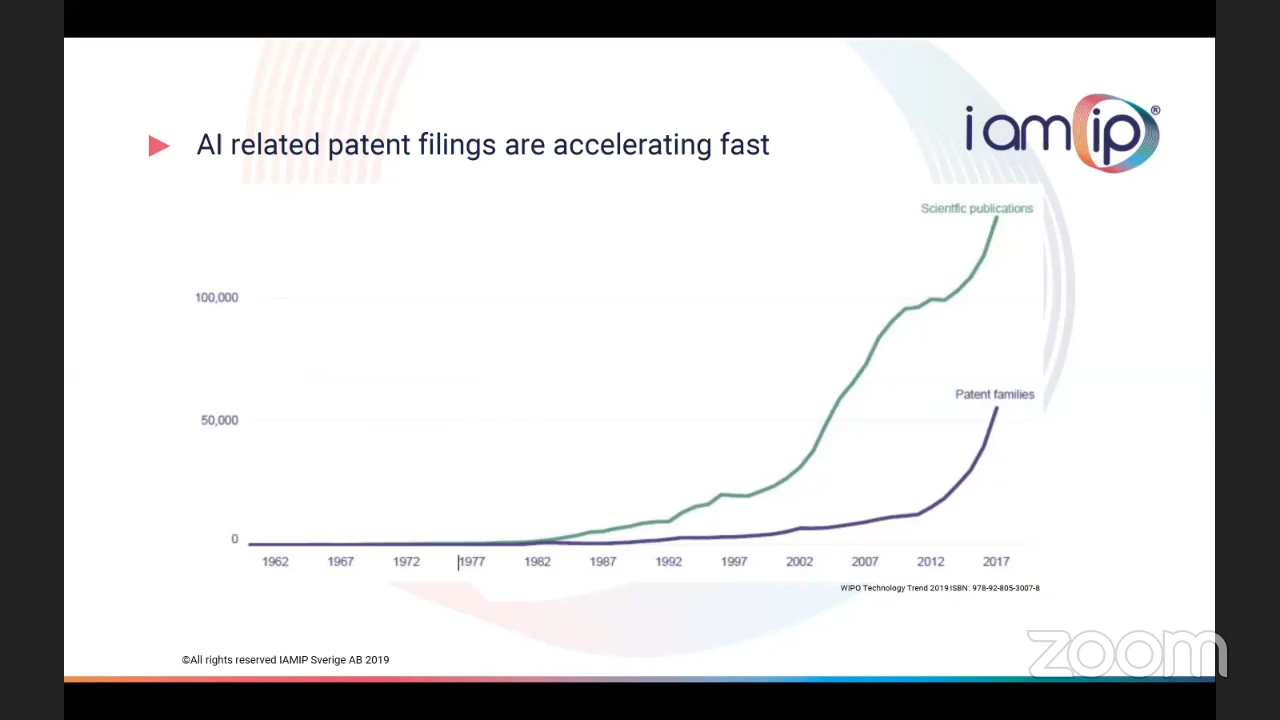 AI related patent filings are accelerating fast
iamip®
Scientfic publications
100,000
Patent families
50,000
0
1962 1967 1972 1977 1982 1987 1992 1997 2002 2007 2012 2017
WIPO Technology Trend 2019 ISBN: 978-92-805-3007-8
zoom
©All rights reserved IAMIP Sverige AB 2019